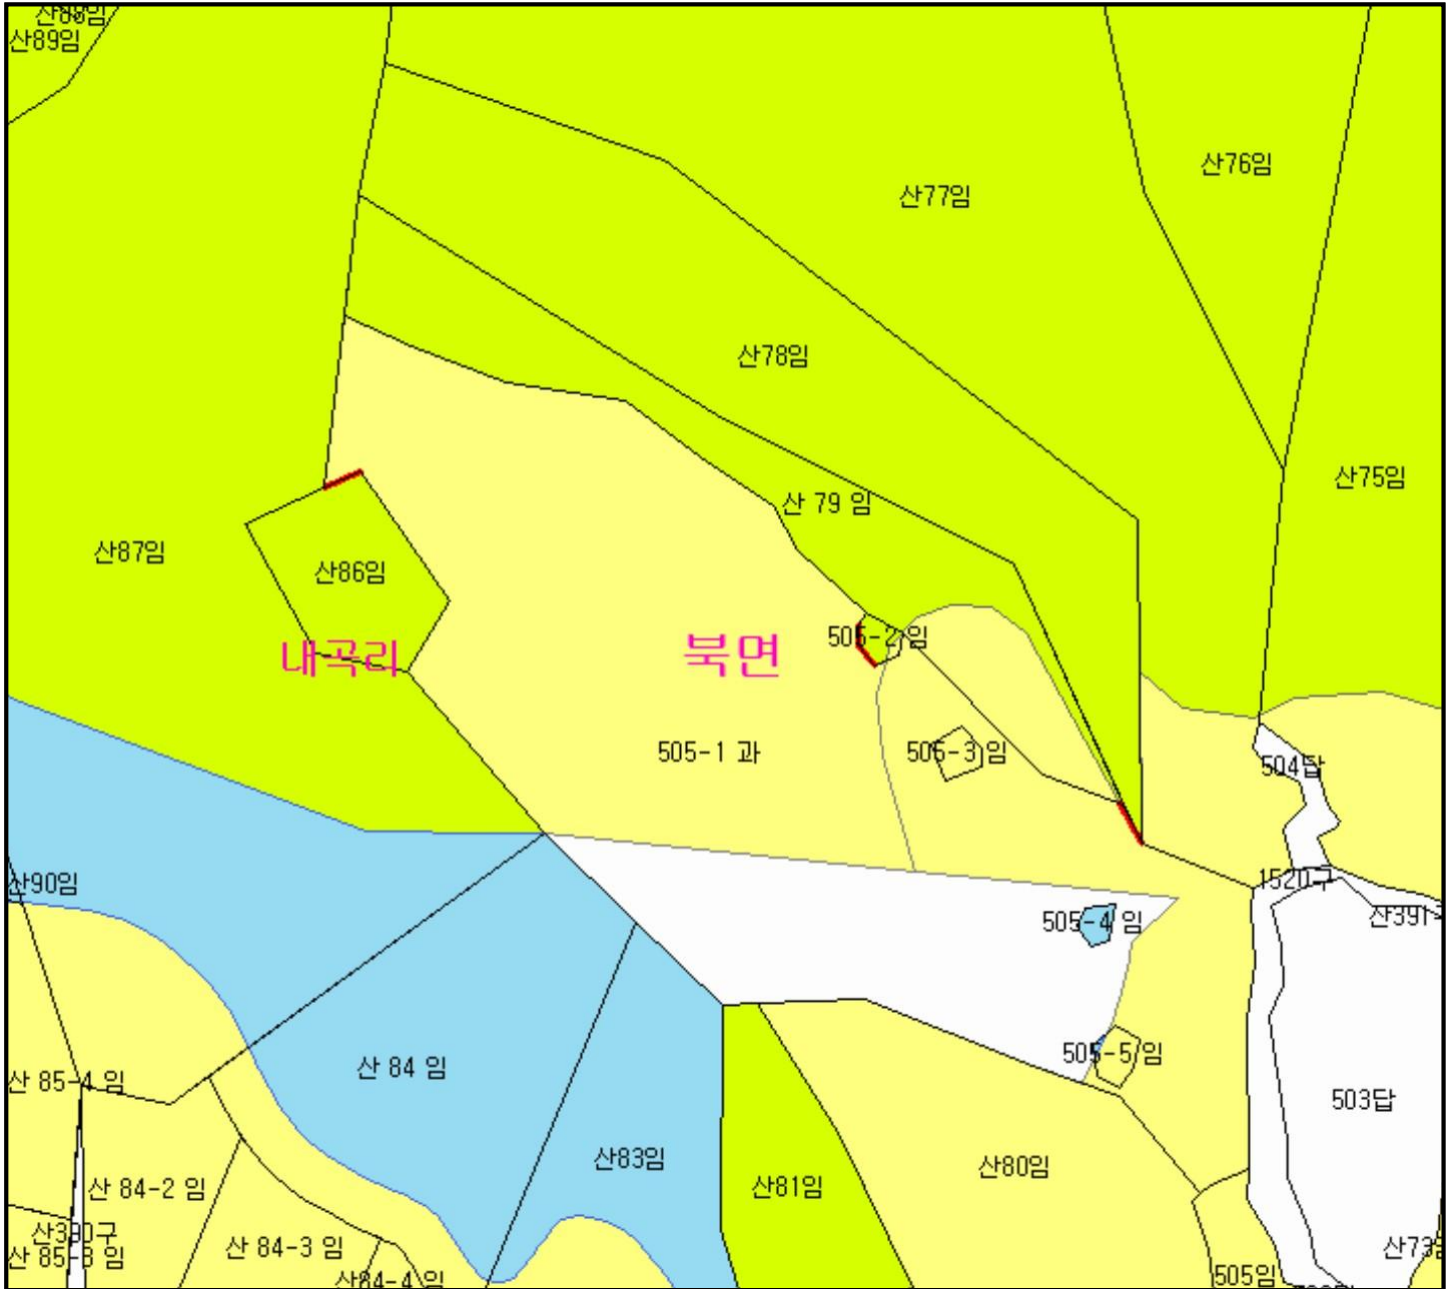 산88임
산89임
산76임
산77임
산78임
산75임
산 79 임
산87임
산86임
505-2 임
내곡리
북면
505-1 과
505-3 임
504답
산90임
1520구
산391
505-4 임
505-5 임
산 84 임
산 85-4 임
503답
산83임
산80임
산 84-2 임
산81임
산390구
산 84-3 임
산 85-3 임
산73임
산84-4 임
505임